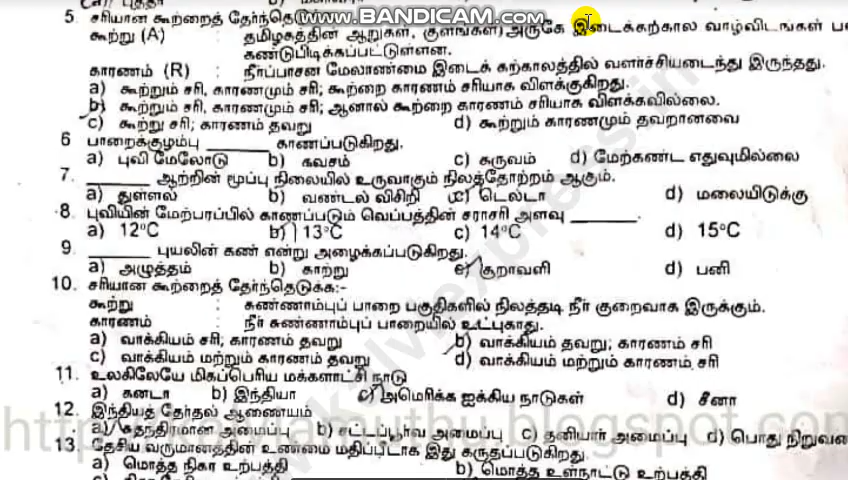 www.BANDICAM.com
5. சரியான கூற்றைத் தேர்ந்தெ
கூற்று (A) : தமிழகத்தின் ஆறுகள், குளங்கள் அருகே இடைக்கற்கால வாழ்விடங்கள்
கண்டுபிடிக்கப்பட்டுள்ளன.
காரணம் (R) : நீர்ப்பாசன மேலாண்மை இடைக் கற்காலத்தில் வளர்ச்சியடைந்து இருந்தது.
a) கூற்றும் சரி, காரணமும் சரி; கூற்றை காரணம் சரியாக விளக்குகிறது.
b) கூற்றும் சரி, காரணமும் சரி; ஆனால் கூற்றை காரணம் சரியாக விளக்கவில்லை.
c) கூற்று சரி; காரணம் தவறு d) கூற்றும் காரணமும் தவறானவை
6 பாறைக்குழம்பு ______ காணப்படுகிறது.
a) புவி மேலோடு b) கவசம் c) கருவம் d) மேற்கண்ட எதுவுமில்லை
7. ______ ஆற்றின் மூப்பு நிலையில் உருவாகும் நிலத்தோற்றம் ஆகும்.
a) துள்ளல் b) வண்டல் விசிறி c) டெல்டா d) மலையிடுக்கு
8. புவியின் மேற்பரப்பில் காணப்படும் வெப்பத்தின் சராசரி அளவு ______.
a) 12°C b) 13°C c) 14°C d) 15°C
9. ______ புயலின் கண் என்று அழைக்கப்படுகிறது.
a) அழுத்தம் b) காற்று c) சூறாவளி d) பனி
10. சரியான கூற்றைத் தேர்ந்தெடுக்க:-
கூற்று : சுண்ணாம்புப் பாறை பகுதிகளில் நிலத்தடி நீர் குறைவாக இருக்கும்.
காரணம் : நீர் சுண்ணாம்புப் பாறையில் உட்புகாது.
a) வாக்கியம் சரி, காரணம் தவறு b) வாக்கியம் தவறு; காரணம் சரி
c) வாக்கியம் மற்றும் காரணம் தவறு d) வாக்கியம் மற்றும் காரணம் சரி
11. உலகிலேயே மிகப்பெரிய மக்களாட்சி நாடு
a) கனடா b) இந்தியா c) அமெரிக்க ஐக்கிய நாடுகள் d) சீனா
12. இந்தியத் தேர்தல் ஆணையம்
a) சுதந்திரமான அமைப்பு b) சட்டப்பூர்வ அமைப்பு c) தனியார் அமைப்பு d) பொது நிறுவன
13. தேசிய வருமானத்தின் உண்மை மதிப்பீடாக இது கருதப்படுகிறது.
a) மொத்த நிகர உற்பத்தி b) மொத்த உள்நாட்டு உற்பத்தி